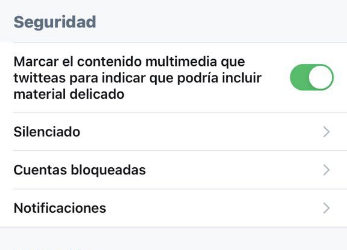 Seguridad
Marcar el contenido multimedia que
twitteas para indicar que podría incluir
material delicado
Silenciado
Cuentas bloqueadas
Notificaciones